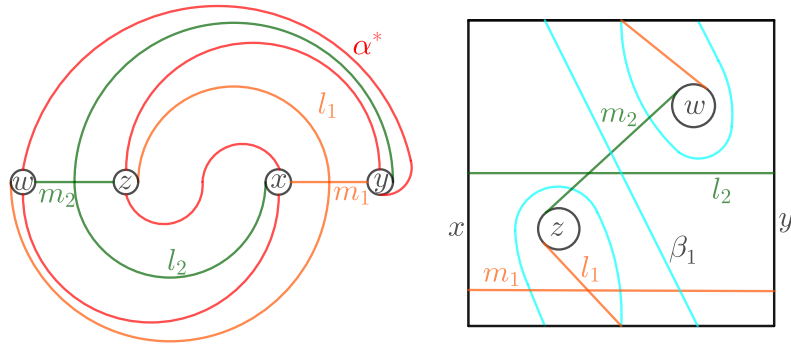 α*
l₁
w m₂ z x m₁ y
l₂
w
m₂
l₂
x z y
β₁
m₁ l₁